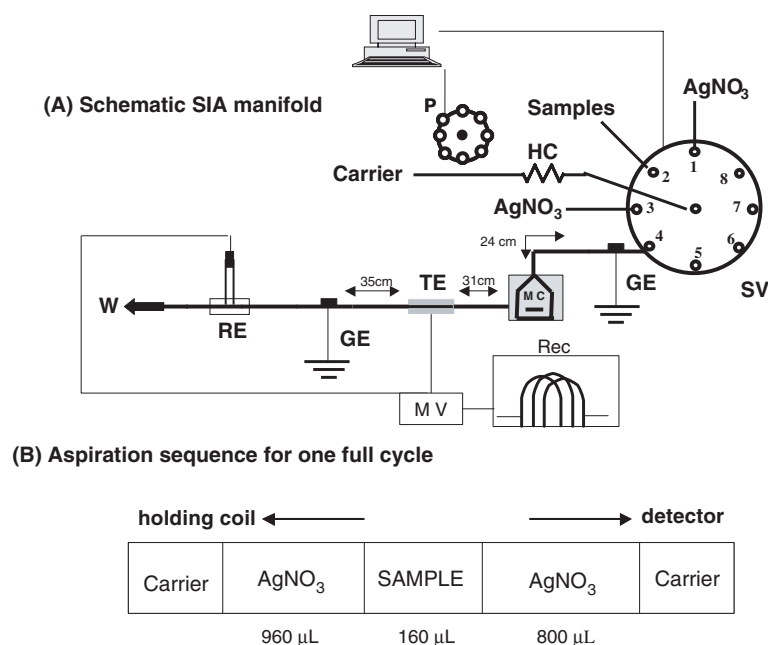 (A) Schematic SIA manifold
P
AgNO3
Samples
HC
Carrier
AgNO3
1
2
3
4
5
6
7
8
SV
24 cm
GE
W
RE
35cm
GE
TE
31cm
M C
Rec
M V
(B) Aspiration sequence for one full cycle
holding coil
detector
Carrier
AgNO3
SAMPLE
AgNO3
Carrier
960 μL
160 μL
800 μL